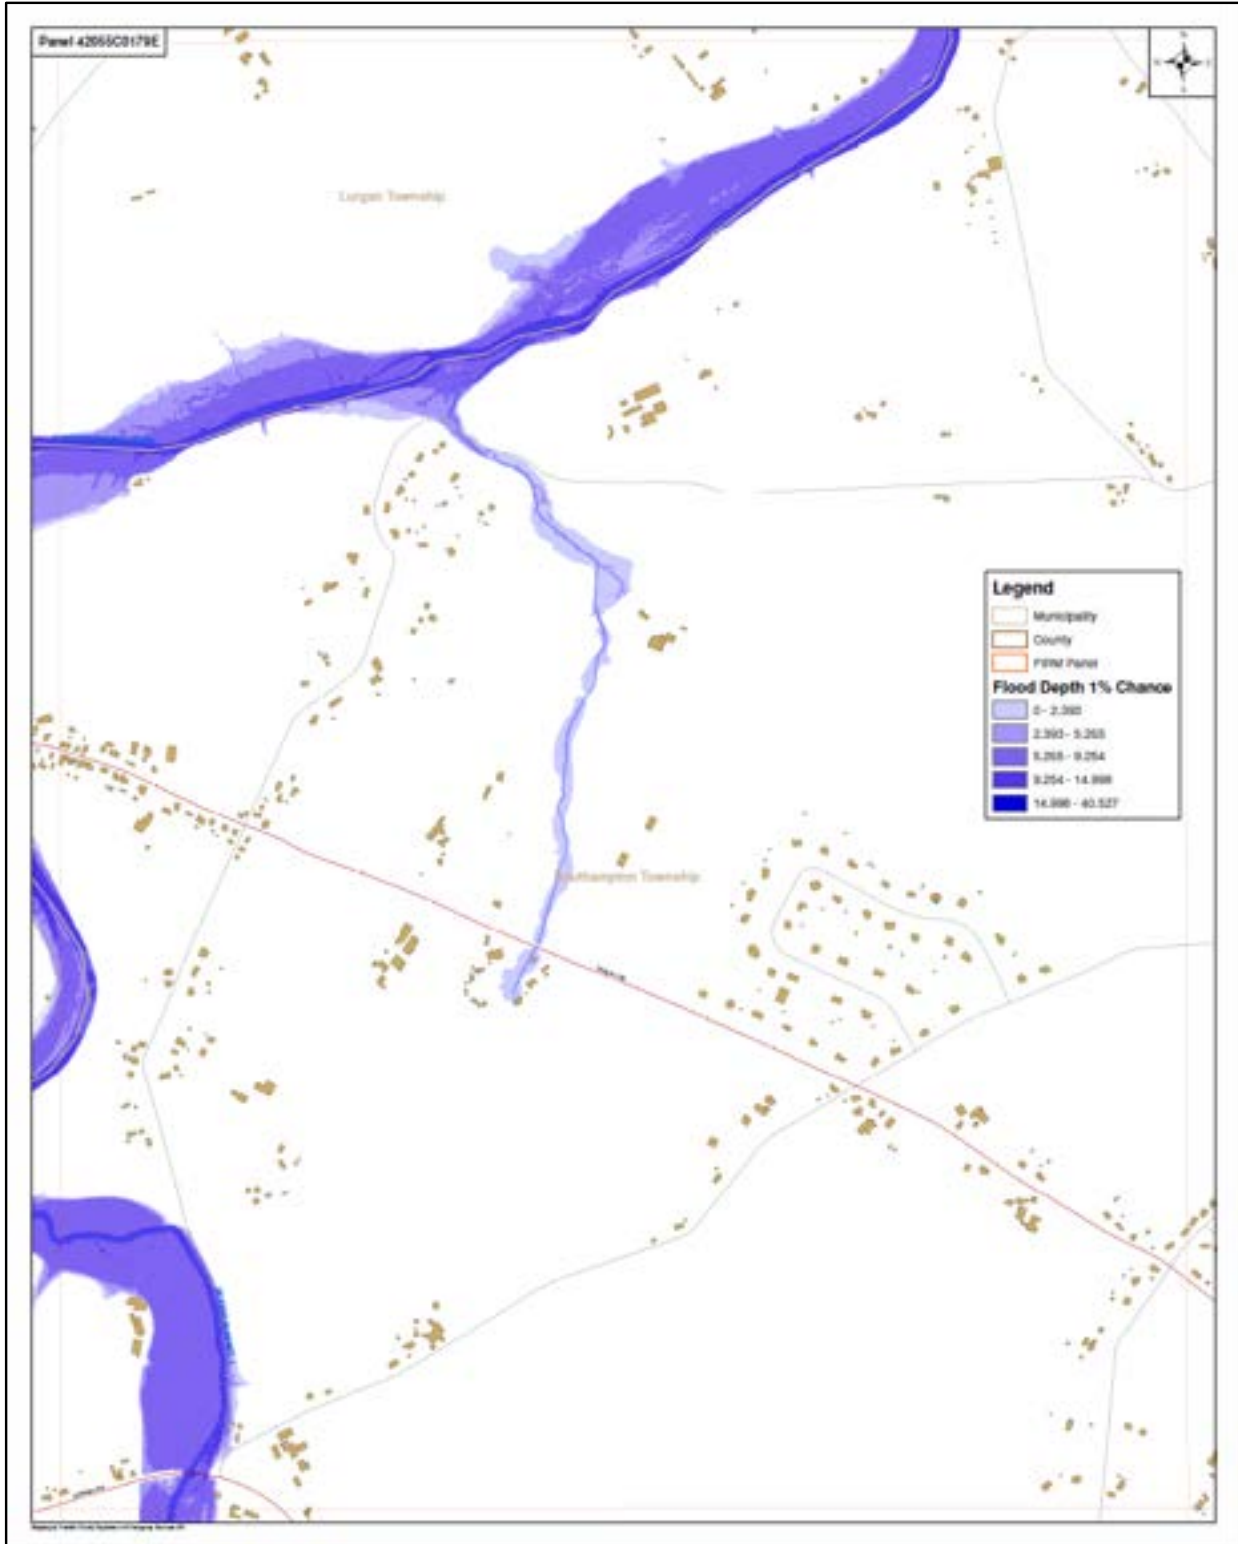 Panel 42055C0179E
Lurgan Township
Legend
Municipality
County
FIRM Panel
Flood Depth 1% Chance
0 - 2.393
2.393 - 5.265
5.265 - 9.254
9.254 - 14.998
14.998 - 40.527
Southampton Township